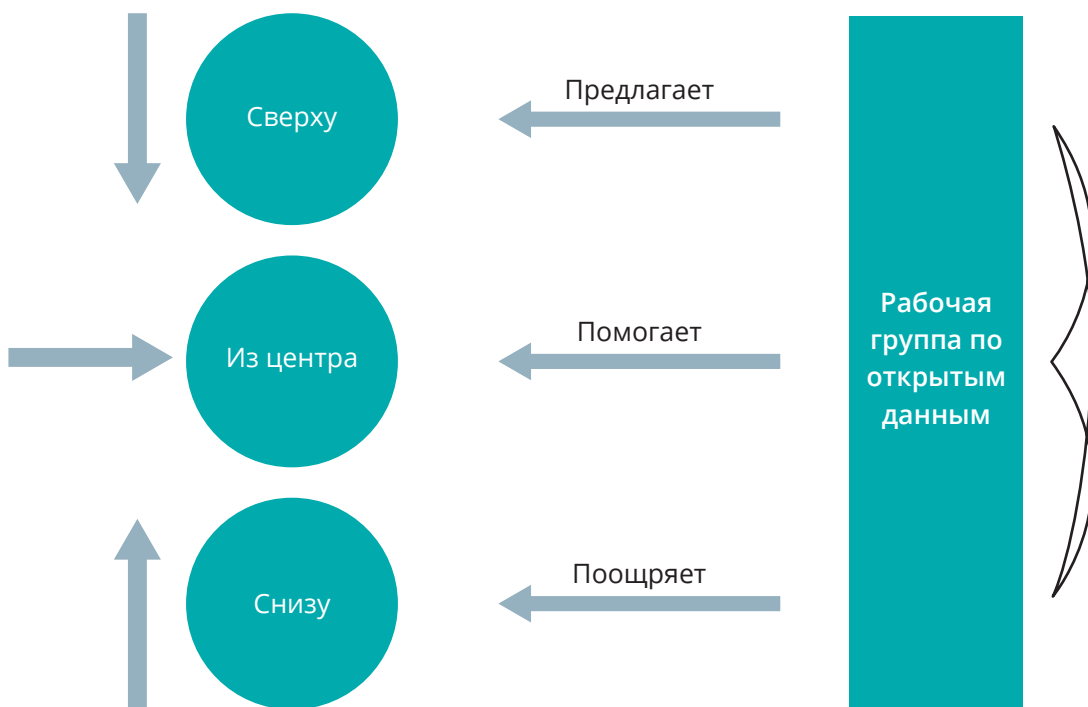 Сверху
Предлагает
Из центра
Помогает
Рабочая
группа по
открытым
данным
Снизу
Поощряет